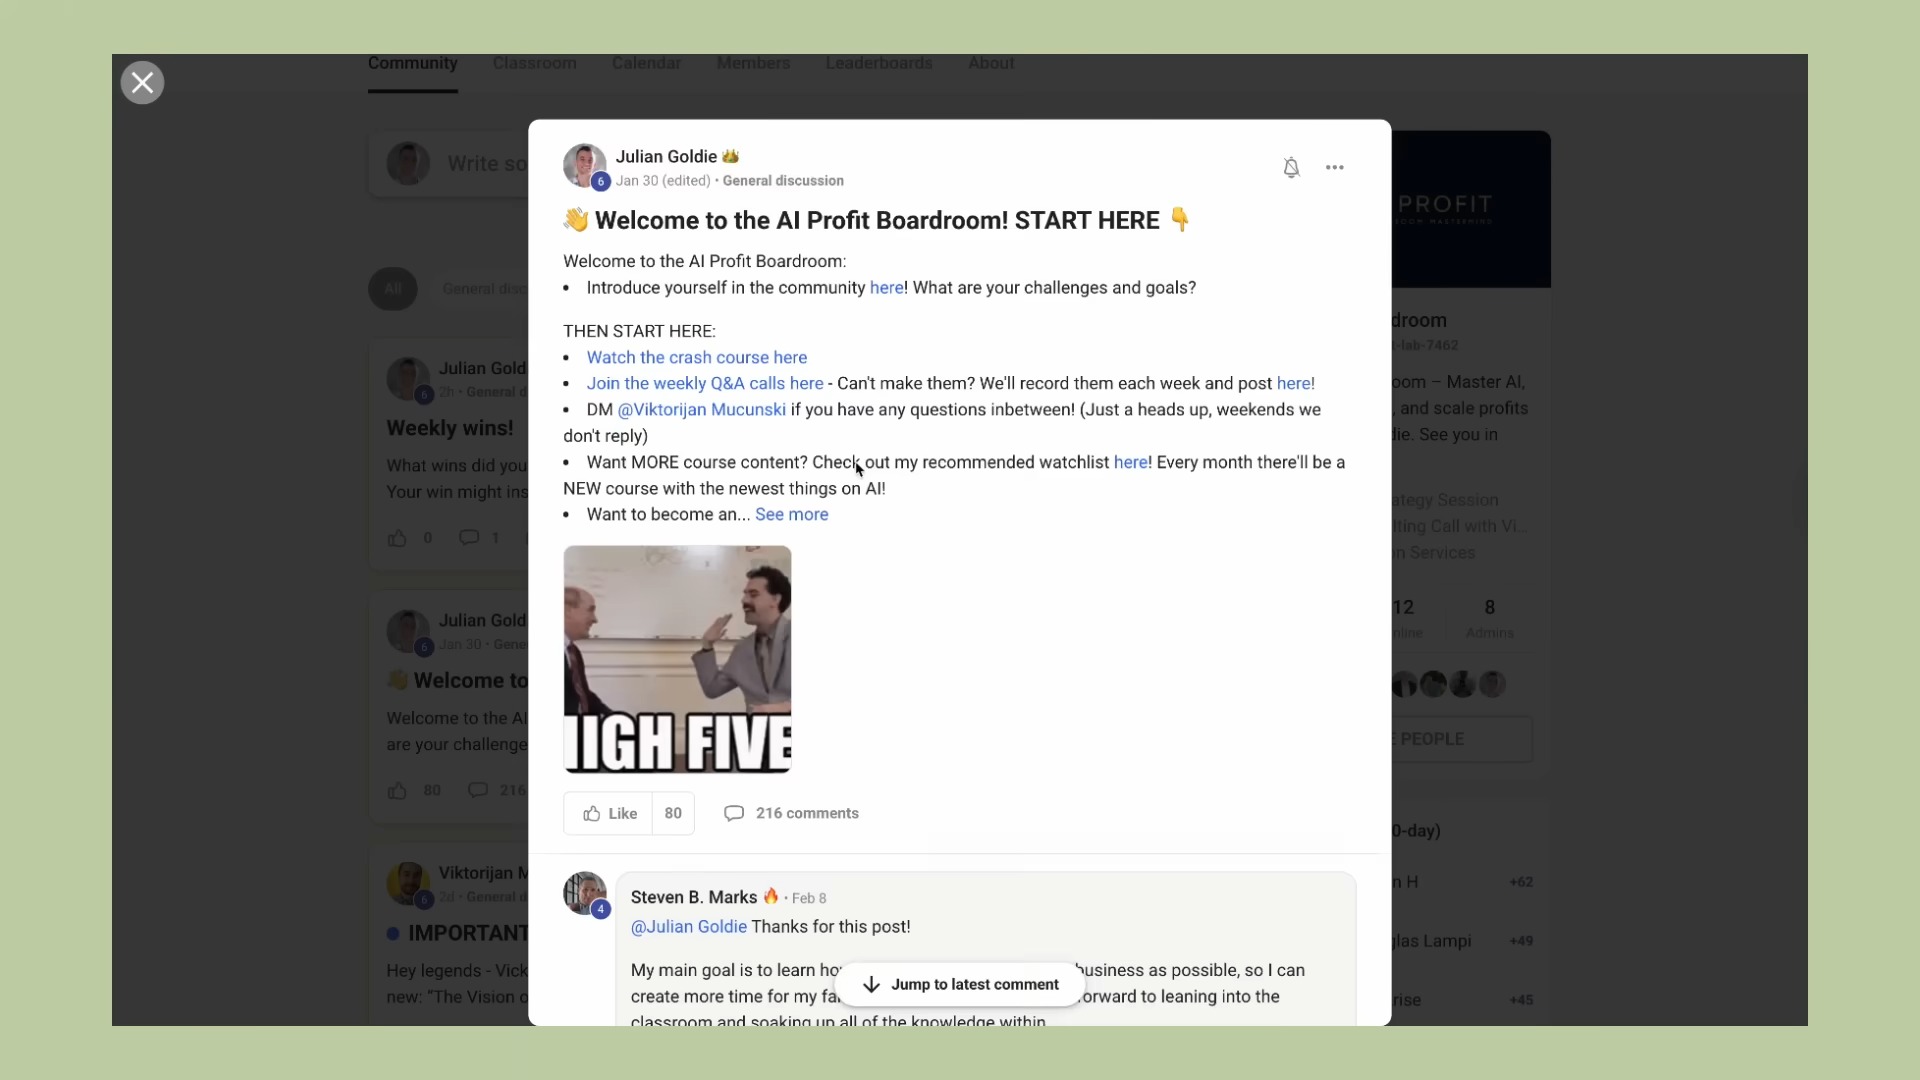 Community Classroom Calendar Members Leaderboards About
Write so
PROFIT
All General disc
Julian Goldie
6 Jan 30 (edited) • General discussion
👋 Welcome to the AI Profit Boardroom! START HERE 👇
Welcome to the AI Profit Boardroom:
• Introduce yourself in the community here! What are your challenges and goals?
THEN START HERE:
• Watch the crash course here
• Join the weekly Q&A calls here - Can't make them? We'll record them each week and post here!
• DM @Viktorijan Mucunski if you have any questions inbetween! (Just a heads up, weekends we
don't reply)
• Want MORE course content? Check out my recommended watchlist here! Every month there'll be a
NEW course with the newest things on AI!
• Want to become an... See more
HIGH FIVE
Like 80 216 comments
Steven B. Marks 🔥 • Feb 8
4
@Julian Goldie Thanks for this post!
My main goal is to learn ho business as possible, so I can
create more time for my fa orward to leaning into the
classroom and soaking up all of the knowledge within
Jump to latest comment
Julian Gold
6 2h • General d
Weekly wins!
What wins did you
Your win might ins
0 1
Julian Gold
6 Jan 30 • Gene
👋 Welcome to
Welcome to the AI
are your challenge
80 216
Viktorijan M
6 2d • General d
IMPORTANT
Hey legends - Vick
new: "The Vision o
droom
t-lab-7462
oom – Master AI,
, and scale profits
die. See you in
ategy Session
lting Call with Vi...
n Services
12 8
nline Admins
E PEOPLE
0-day)
n H +62
glas Lampi +49
rise +45